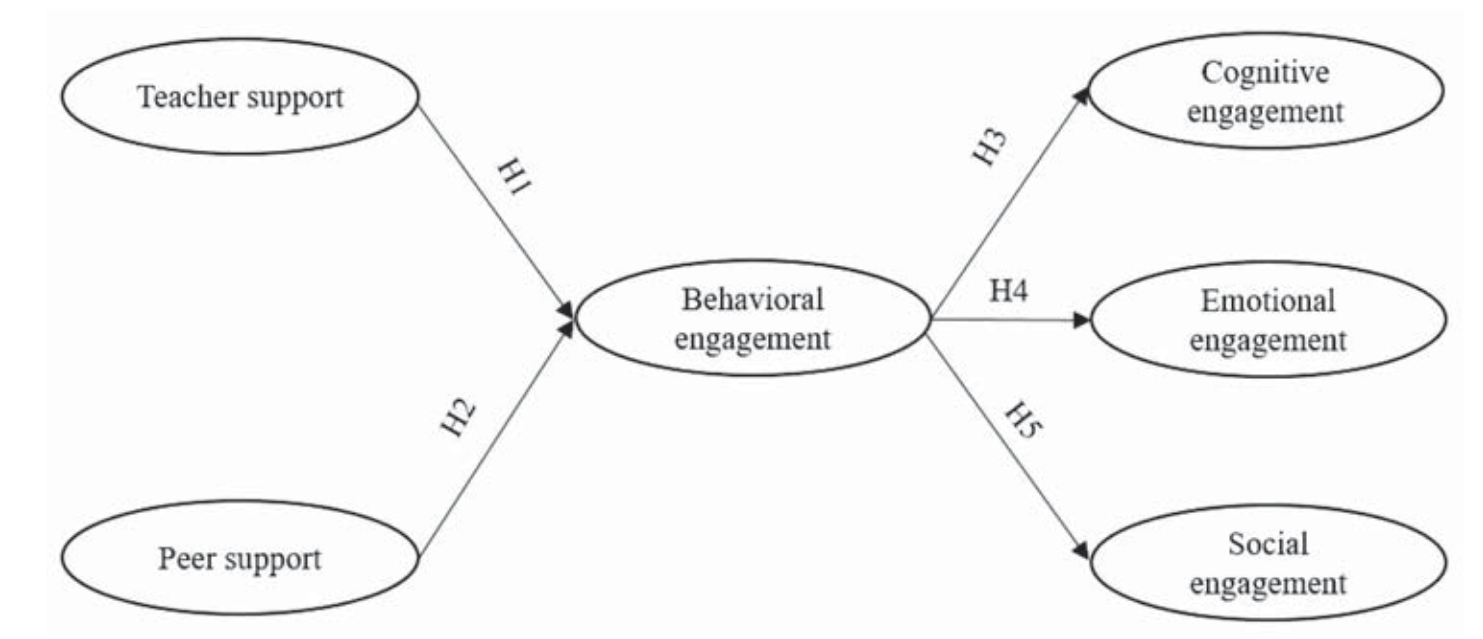 Teacher support
H1
H2
Peer support
Behavioral
engagement
H3
H4
H5
Cognitive
engagement
Emotional
engagement
Social
engagement